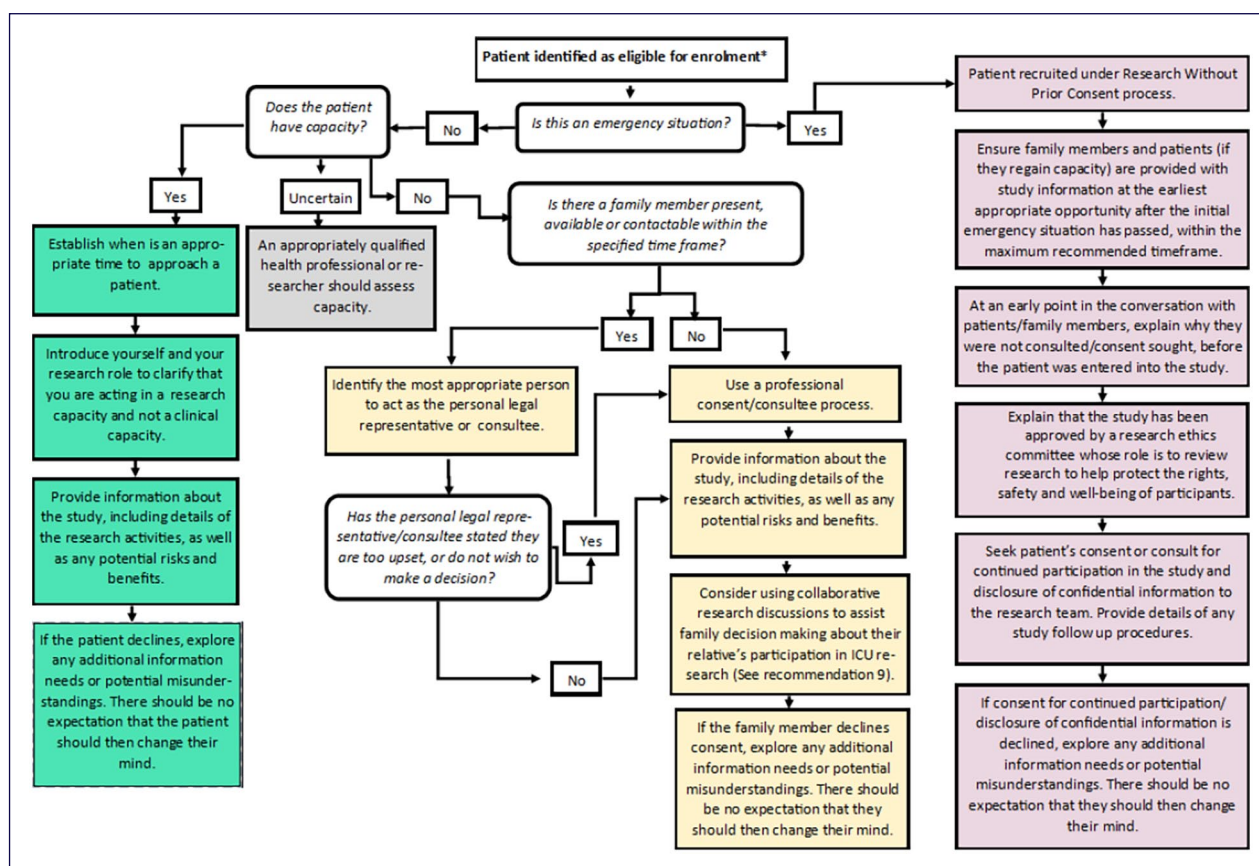 Patient identified as eligible for enrolment*
Is this an emergency situation?
No
Yes
Does the patient
have capacity?
Yes
Uncertain
No
Establish when is an appro-
priate time to approach a
patient.
Introduce yourself and your
research role to clarify that
you are acting in a research
capacity and not a clinical
capacity.
Provide information about
the study, including details of
the research activities, as well
as any potential risks and
benefits.
If the patient declines, explore
any additional information
needs or potential misunder-
standings. There should be no
expectation that the patient
should then change their
mind.
An appropriately qualified
health professional or re-
searcher should assess
capacity.
Is there a family member present,
available or contactable within the
specified time frame?
Yes
No
Identify the most appropriate person
to act as the personal legal
representative or consultee.
Has the personal legal repre-
sentative/consultee stated they
are too upset, or do not wish to
make a decision?
Yes
No
Use a professional
consent/consultee process.
Provide information about the
study, including details of the
research activities, as well as any
potential risks and benefits.
Consider using collaborative
research discussions to assist
family decision making about their
relative's participation in ICU re-
search (See recommendation 9).
If the family member declines
consent, explore any additional
information needs or potential
misunderstandings. There should
be no expectation that they
should then change their mind.
Patient recruited under Research Without
Prior Consent process.
Ensure family members and patients (if
they regain capacity) are provided with
study information at the earliest
appropriate opportunity after the initial
emergency situation has passed, within the
maximum recommended timeframe.
At an early point in the conversation with
patients/family members, explain why they
were not consulted/consent sought, before
the patient was entered into the study.
Explain that the study has been
approved by a research ethics
committee whose role is to review
research to help protect the rights,
safety and well-being of participants.
Seek patient's consent or consult for
continued participation in the study and
disclosure of confidential information to
the research team. Provide details of any
study follow up procedures.
If consent for continued participation/
disclosure of confidential information is
declined, explore any additional
information needs or potential
misunderstandings. There should be no
expectation that they should then change
their mind.